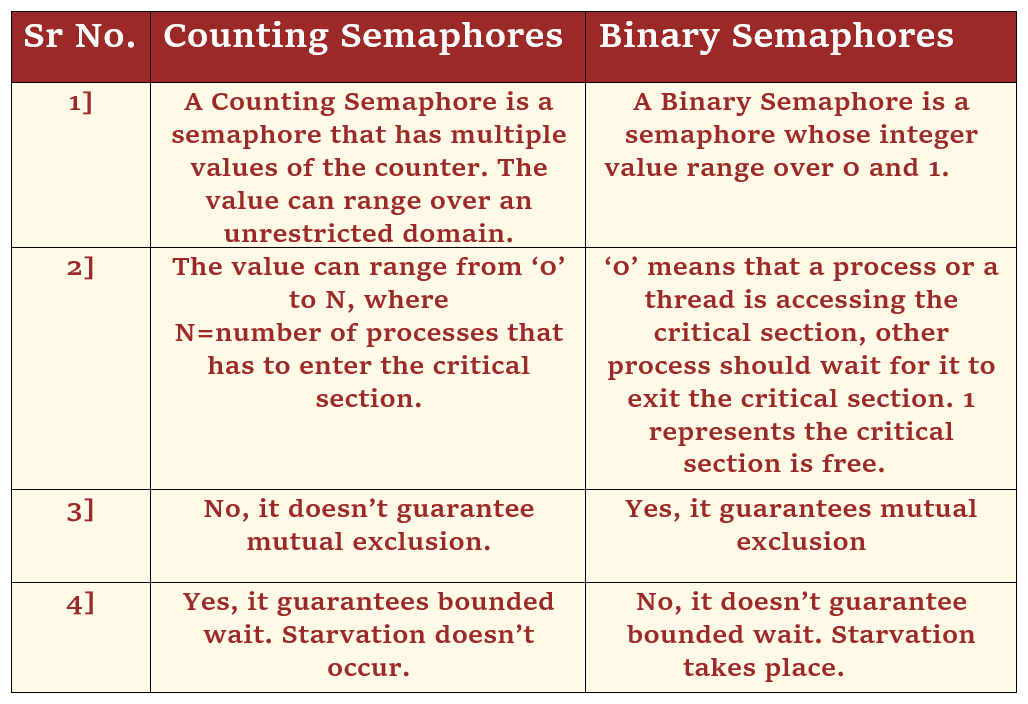 Sr No.
Counting Semaphores
Binary Semaphores
1]
A Counting Semaphore is a
semaphore that has multiple
values of the counter. The
value can range over an
unrestricted domain.
A Binary Semaphore is a
semaphore whose integer
value range over 0 and 1.
2]
The value can range from ‘0’
to N, where
N=number of processes that
has to enter the critical
section.
‘0’ means that a process or a
thread is accessing the
critical section, other
process should wait for it to
exit the critical section. 1
represents the critical
section is free.
3]
No, it doesn’t guarantee
mutual exclusion.
Yes, it guarantees mutual
exclusion
4]
Yes, it guarantees bounded
wait. Starvation doesn’t
occur.
No, it doesn’t guarantee
bounded wait. Starvation
takes place.